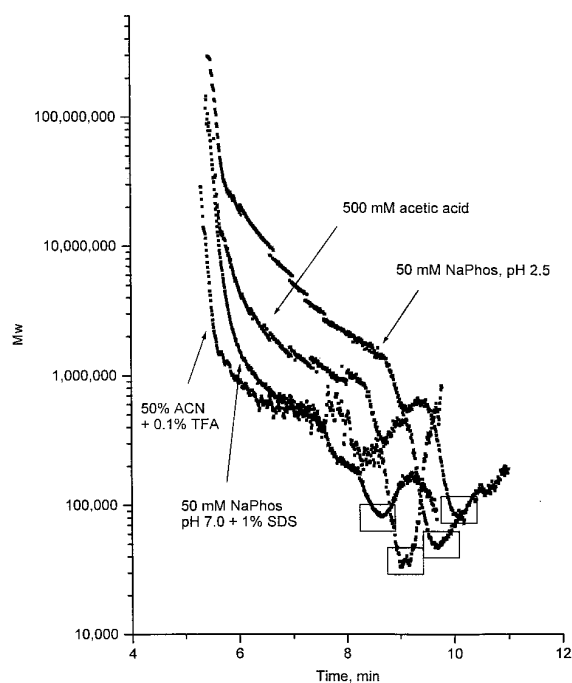 100,000,000
10,000,000
1,000,000
100,000
10,000
Mw
500 mM acetic acid
50 mM NaPhos, pH 2.5
50% ACN
+ 0.1% TFA
50 mM NaPhos
pH 7.0 + 1% SDS
4 6 8 10 12
Time, min